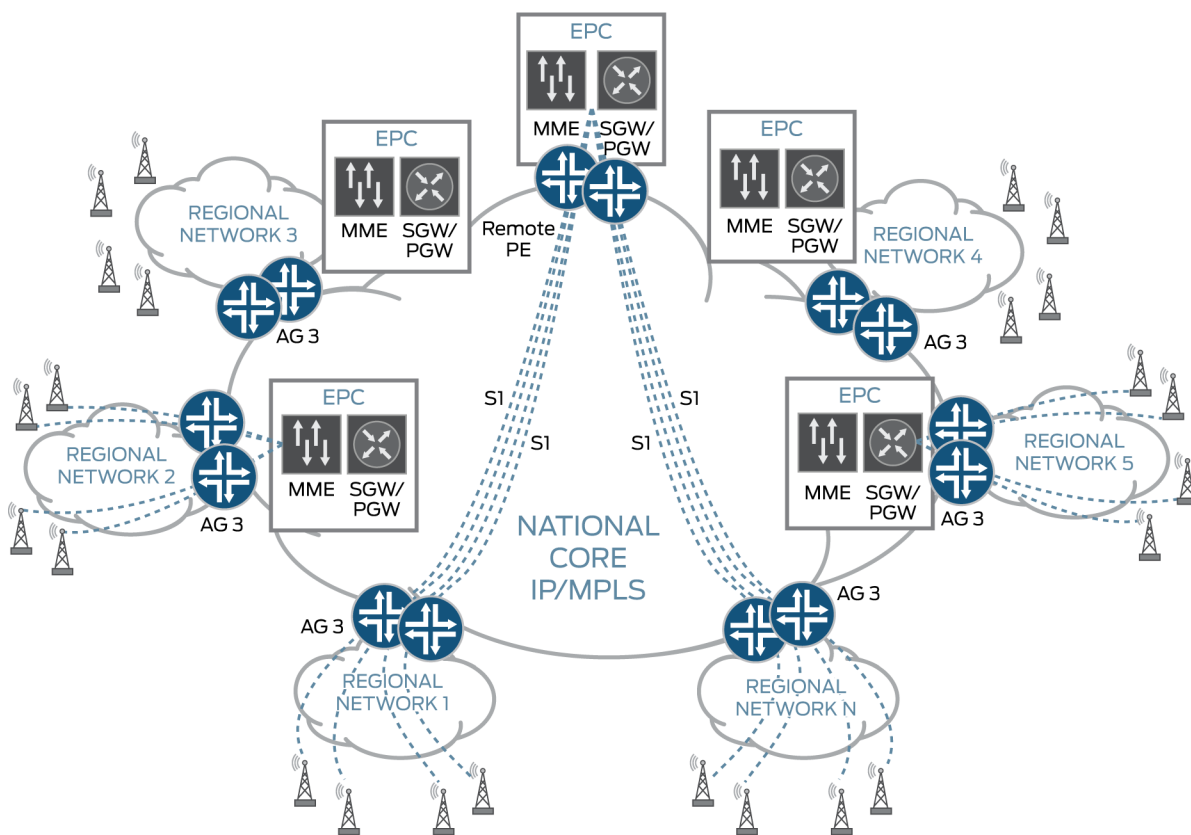 EPC
MME
SGW/
PGW
EPC
MME
SGW/
PGW
EPC
MME
SGW/
PGW
REGIONAL
NETWORK 3
Remote
PE
REGIONAL
NETWORK 4
AG 3
AG 3
EPC
MME
SGW/
PGW
S1
S1
EPC
MME
SGW/
PGW
REGIONAL
NETWORK 2
AG 3
S1
S1
REGIONAL
NETWORK 5
AG 3
NATIONAL
CORE
IP/MPLS
AG 3
AG 3
REGIONAL
NETWORK 1
REGIONAL
NETWORK N